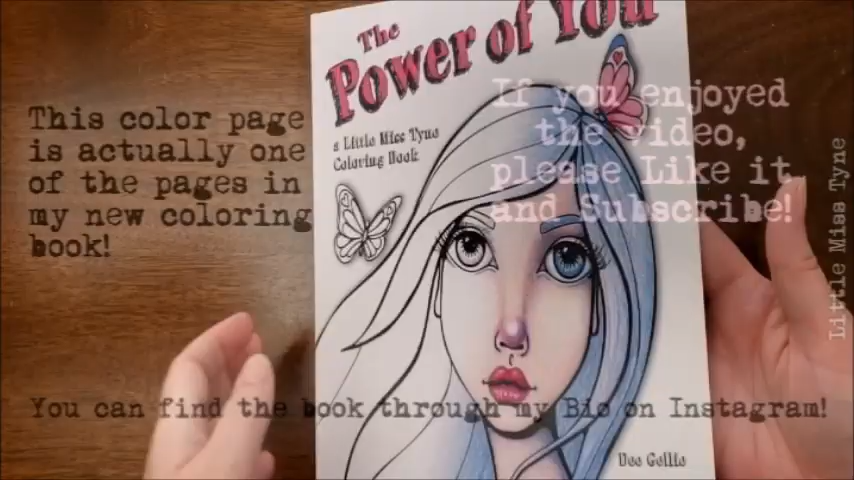 The
Power of You
a Little Miss Tyne
Coloring Book
This color page
is actually one
of the pages in
my new coloring
book!
If you enjoyed
the video,
please Like it
and Subscribe!
Little Miss Tyne
You can find the book through my Bio on Instagram!
Dee Gollie